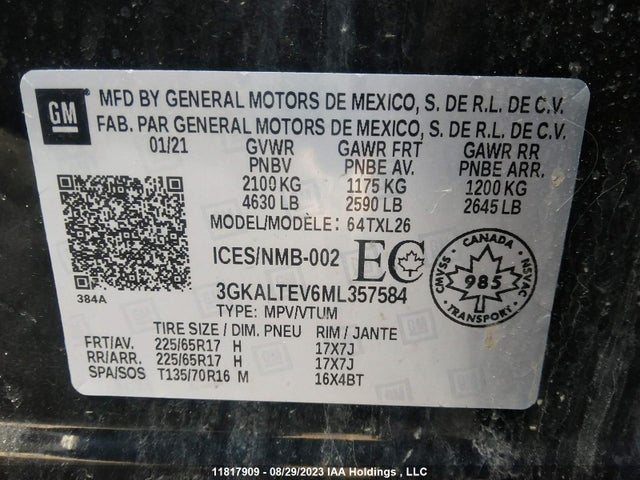 GM
MFD BY GENERAL MOTORS DE MEXICO, S. DE R.L. DE C.V.
FAB. PAR GENERAL MOTORS DE MEXICO, S. DE R.L. DE C.V.
01/21 GVWR GAWR FRT GAWR RR
PNBV PNBE AV. PNBE ARR.
2100 KG 1175 KG 1200 KG
4630 LB 2590 LB 2645 LB
MODEL/MODÈLE: 64TXL26
ICES/NMB-002 EC
CANADA
SVAC 985 NSAC
TRANSPORT
384A
3GKALTEV6ML357584
TYPE: MPV/VTUM
TIRE SIZE / DIM. PNEU RIM / JANTE
FRT/AV. 225/65R17 H 17X7J
RR/ARR. 225/65R17 H 17X7J
SPA/SOS T135/70R16 M 16X4BT
11817909 - 08/29/2023 IAA Holdings , LLC